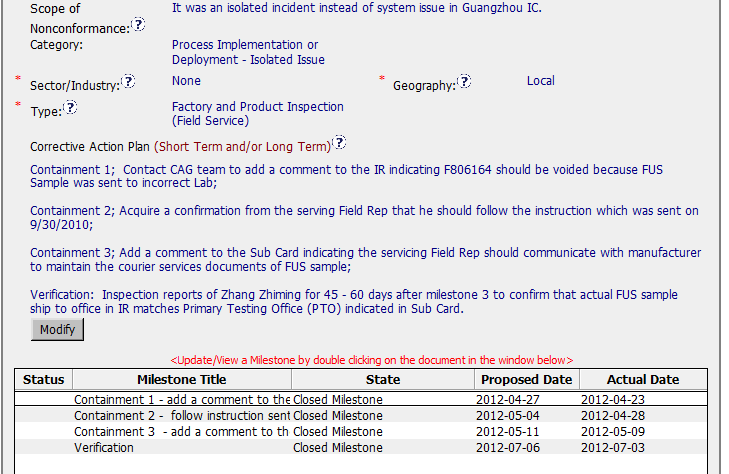 Scope of It was an isolated incident instead of system issue in Guangzhou IC.
Nonconformance:?
Category: Process Implementation or
Deployment - Isolated Issue
* Sector/Industry:? None * Geography:? Local
* Type:? Factory and Product Inspection
(Field Service)
Corrective Action Plan (Short Term and/or Long Term)?
Containment 1;  Contact CAG team to add a comment to the IR indicating F806164 should be voided because FUS
Sample was sent to incorrect Lab;
Containment 2; Acquire a confirmation from the serving Field Rep that he should follow the instruction which was sent on
9/30/2010;
Containment 3; Add a comment to the Sub Card indicating the servicing Field Rep should communicate with manufacturer
to maintain the courier services documents of FUS sample;
Verification:  Inspection reports of Zhang Zhiming for 45 - 60 days after milestone 3 to confirm that actual FUS sample
ship to office in IR matches Primary Testing Office (PTO) indicated in Sub Card.
Modify
<Update/View a Milestone by double clicking on the document in the window below>
Status Milestone Title State Proposed Date Actual Date
Containment 1 - add a comment to the Closed Milestone 2012-04-27 2012-04-23
Containment 2 -  follow instruction sent Closed Milestone 2012-05-04 2012-04-28
Containment 3  - add a comment to th Closed Milestone 2012-05-11 2012-05-09
Verification Closed Milestone 2012-07-06 2012-07-03